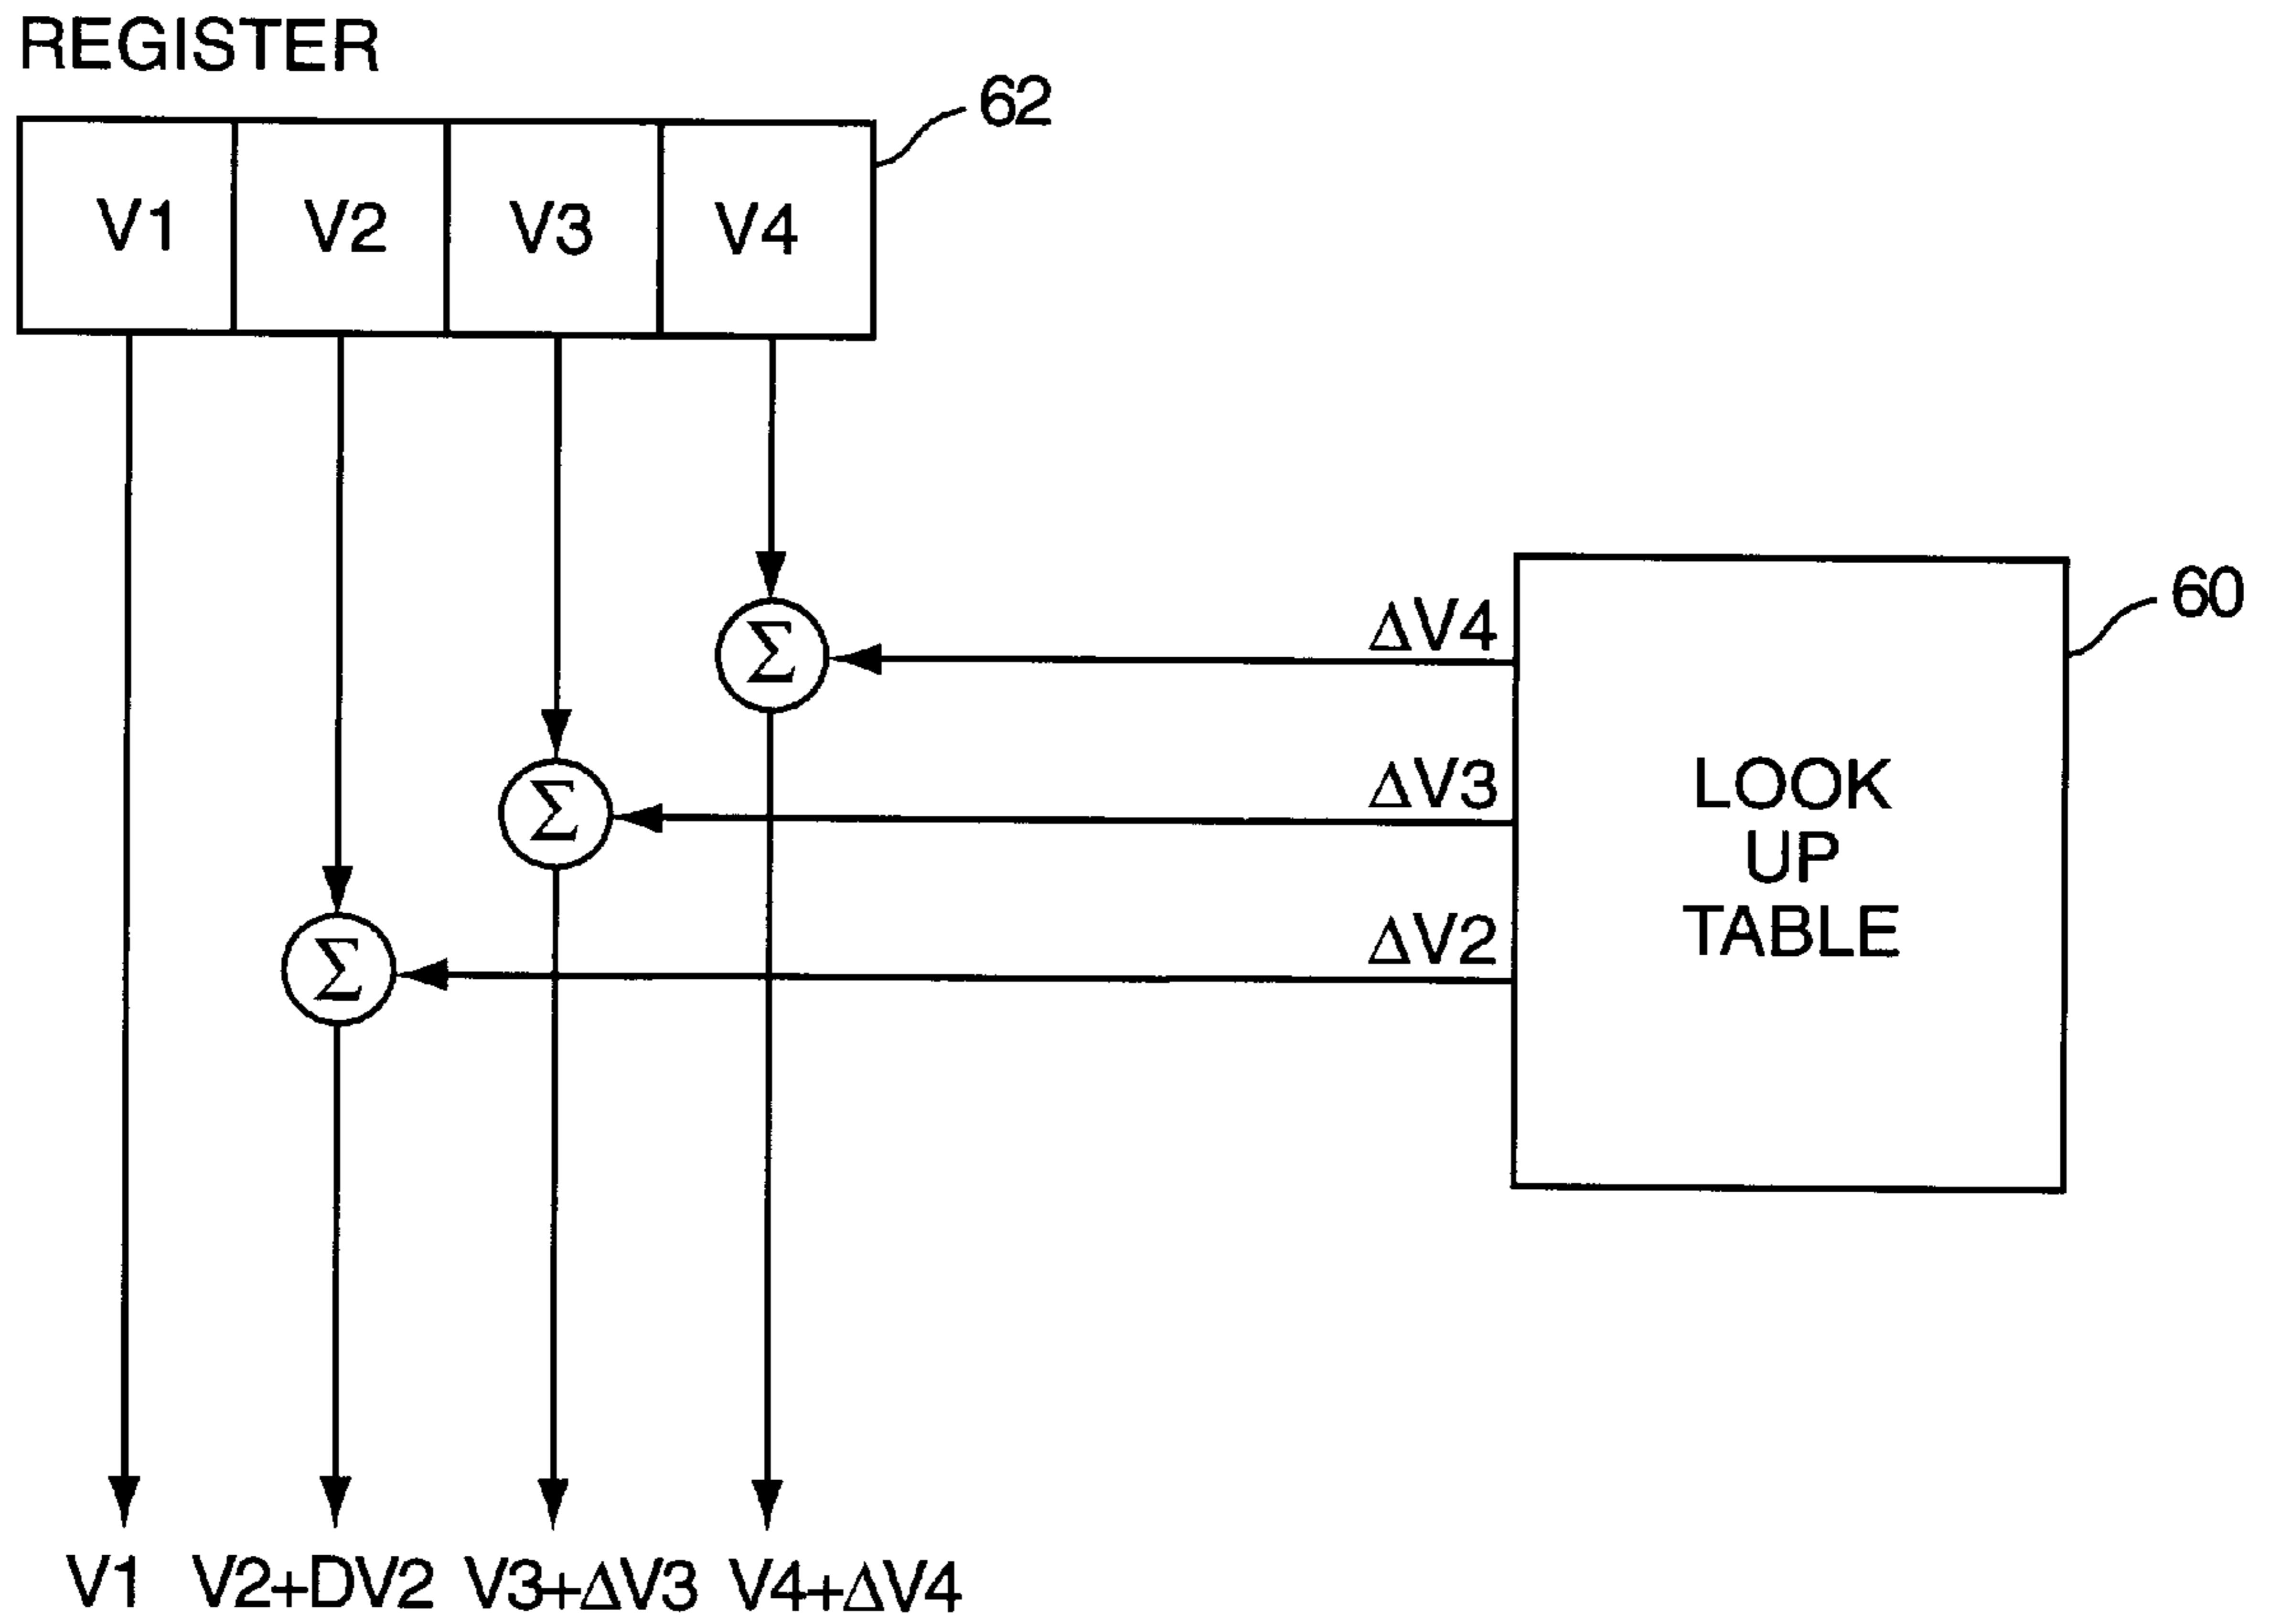 REGISTER
62
V1 V2 V3 V4
60
Σ ΔV4
Σ ΔV3
Σ ΔV2
LOOK
UP
TABLE
V1 V2+DV2 V3+ΔV3 V4+ΔV4